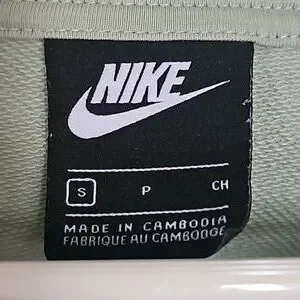 NIKE
S P CH
MADE IN CAMBODIA
FABRIQUE AU CAMBODGE